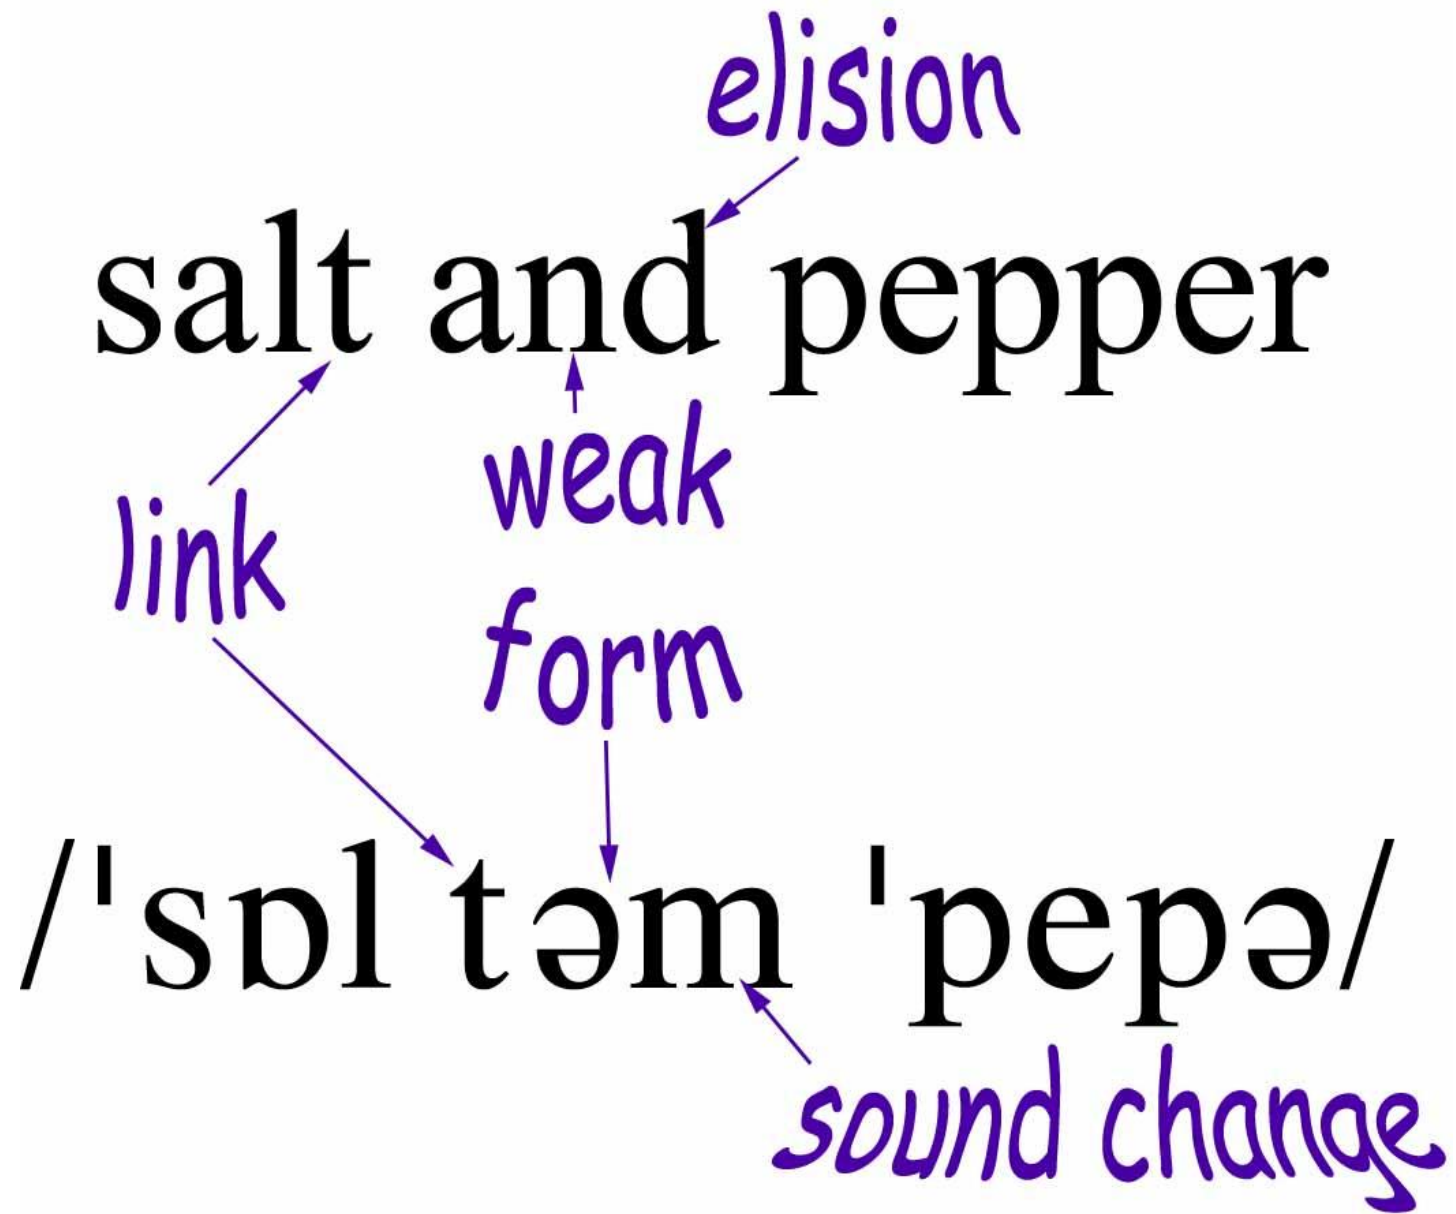 elision
salt and pepper
weak
link
form
/ˈsɒl təm ˈpepə/
sound change